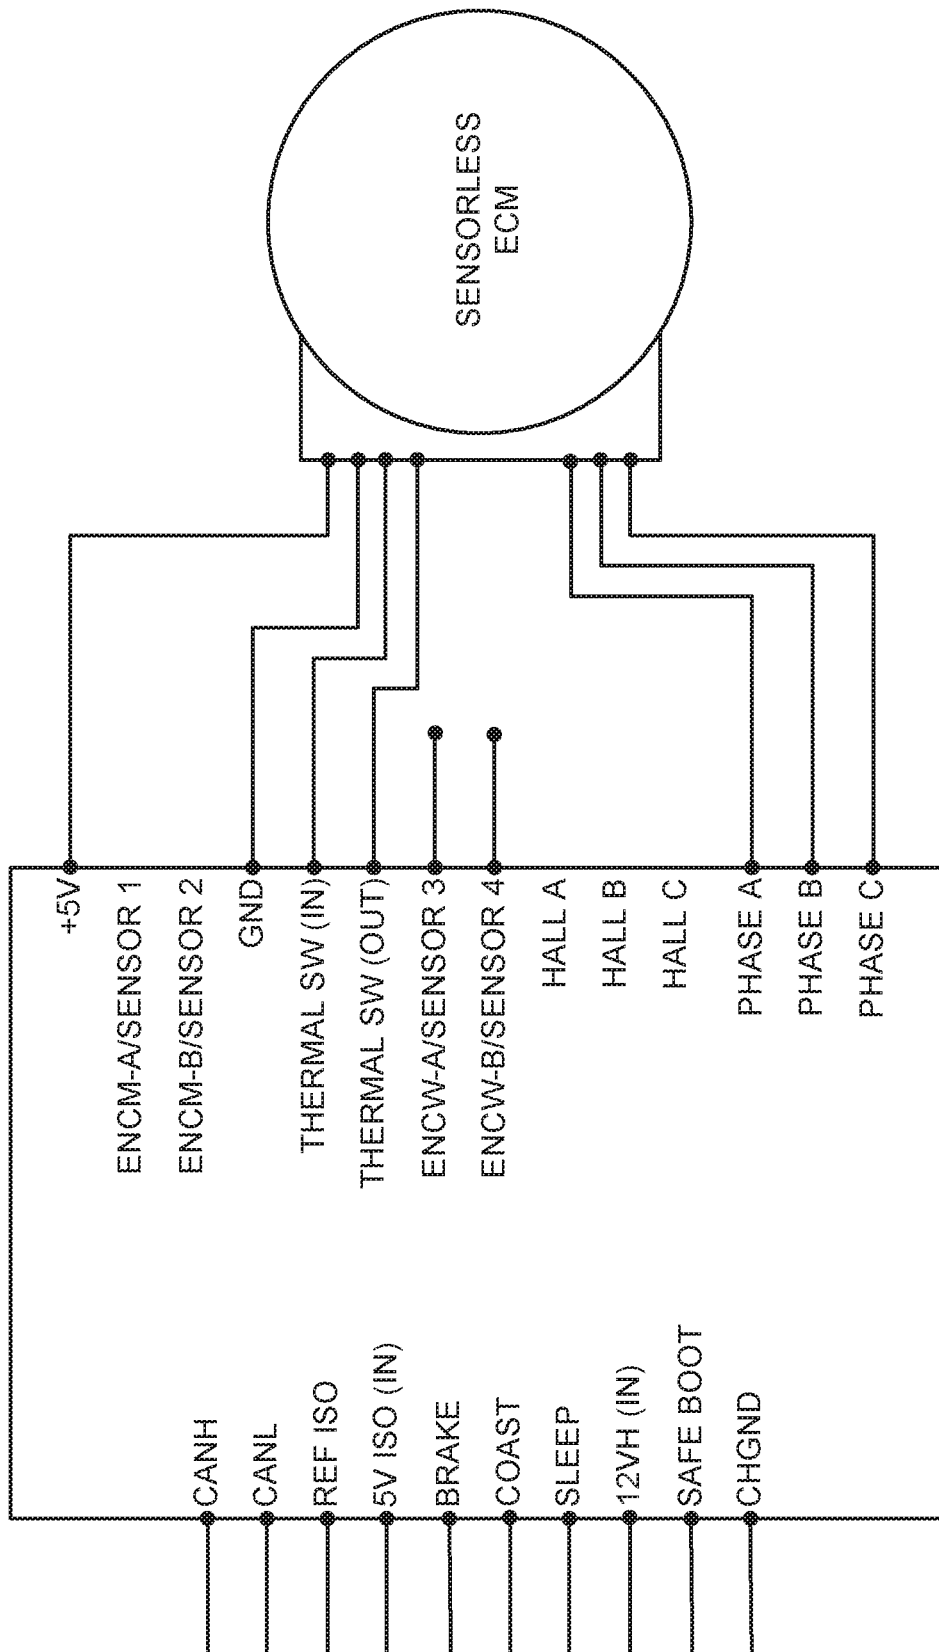 SENSORLESS
ECM
+5V
ENCM-A/SENSOR 1
ENCM-B/SENSOR 2
GND
THERMAL SW (IN)
THERMAL SW (OUT)
ENCW-A/SENSOR 3
ENCW-B/SENSOR 4
HALL A
HALL B
HALL C
PHASE A
PHASE B
PHASE C
CANH
CANL
REF ISO
5V ISO (IN)
BRAKE
COAST
SLEEP
12VH (IN)
SAFE BOOT
CHGND